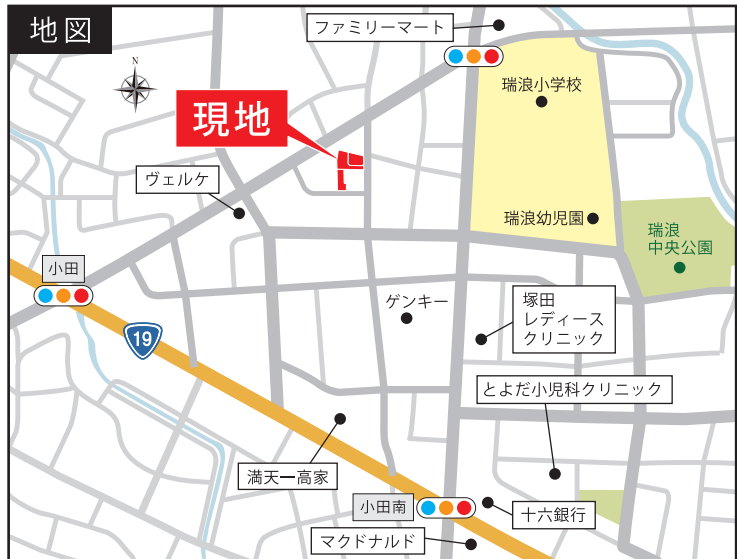 地図
ファミリーマート
N
瑞浪小学校
現地
ヴェルケ
瑞浪幼児園
瑞浪
中央公園
小田
19
ゲンキー
塚田
レディース
クリニック
とよだ小児科クリニック
満天一高家
小田南
十六銀行
マクドナルド